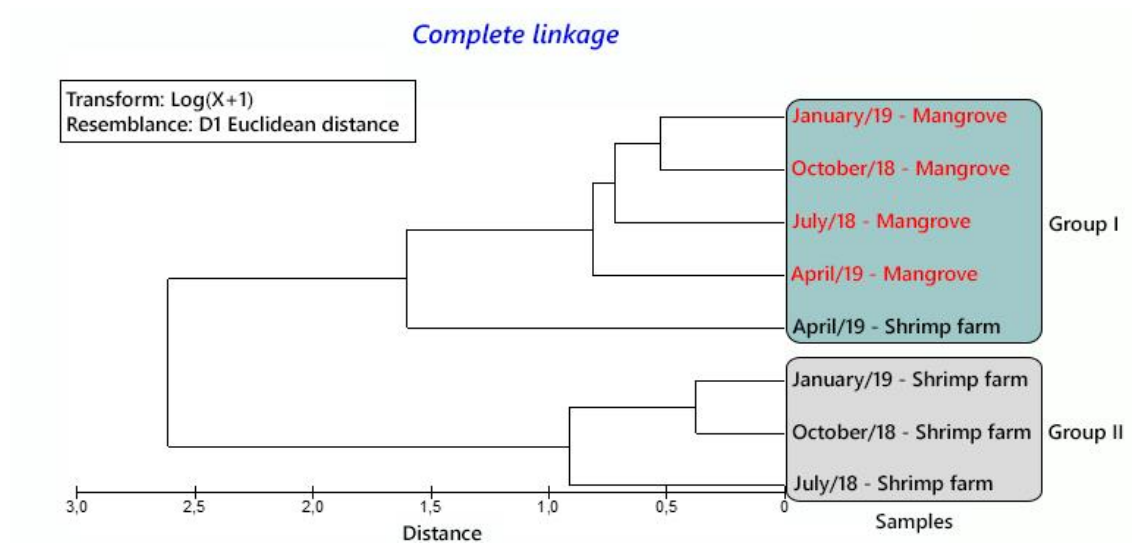 Complete linkage
Transform: Log(X+1)
Resemblance: D1 Euclidean distance
January/19 - Mangrove
October/18 - Mangrove
July/18 - Mangrove
Group I
April/19 - Mangrove
April/19 - Shrimp farm
January/19 - Shrimp farm
October/18 - Shrimp farm
Group II
July/18 - Shrimp farm
3,0 2,5 2,0 1,5 1,0 0,5 0
Distance
Samples